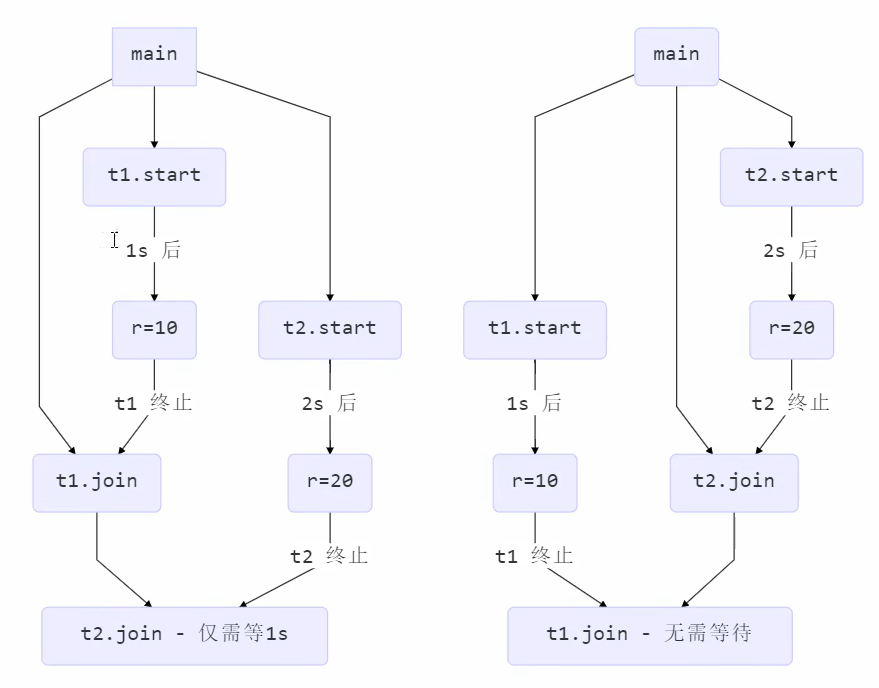 main
t1.start
1s 后
r=10
t2.start
t1 终止
2s 后
t1.join
r=20
t2 终止
t2.join - 仅需等1s
main
t2.start
2s 后
t1.start
r=20
1s 后
t2 终止
r=10
t2.join
t1 终止
t1.join - 无需等待